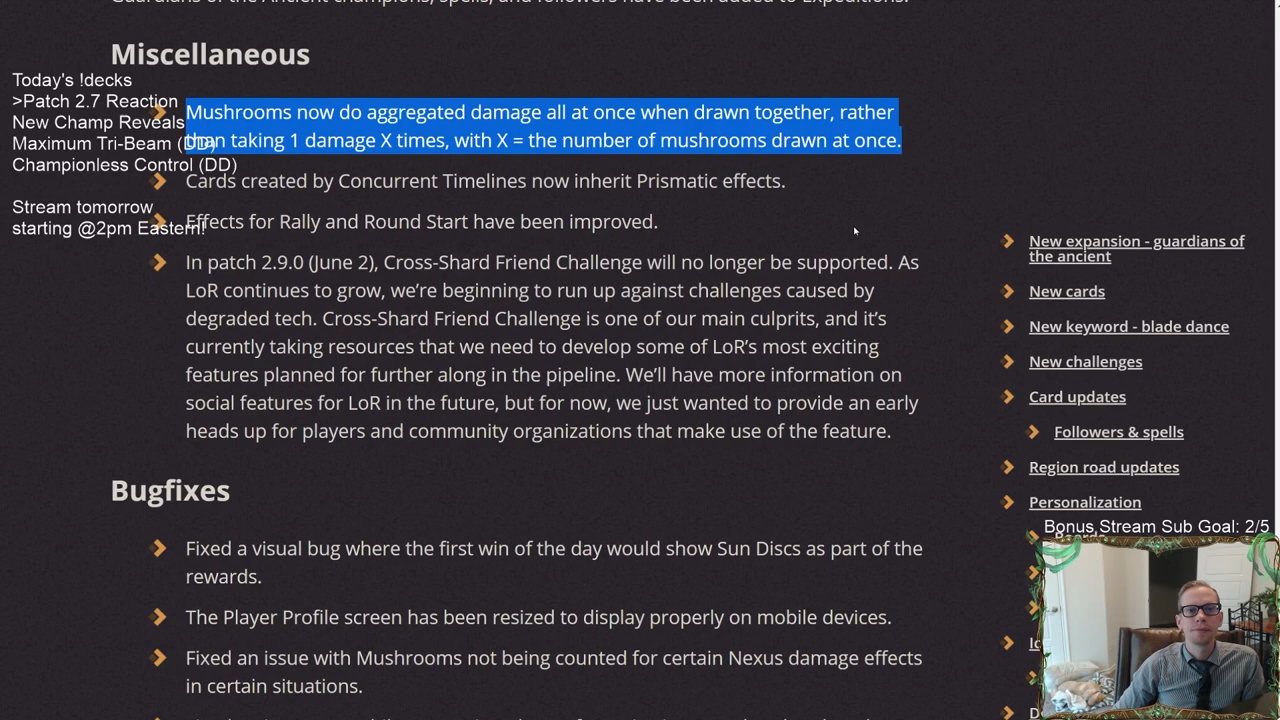 Guardians of the Ancient champions, spells, and followers have been added to Expeditions.
Miscellaneous
Today's !decks
>Patch 2.7 Reaction
New Champ Reveals
Maximum Tri-Beam (DD)
Championless Control (DD)
Stream tomorrow
starting @2pm Eastern!
Mushrooms now do aggregated damage all at once when drawn together, rather
than taking 1 damage X times, with X = the number of mushrooms drawn at once.
Cards created by Concurrent Timelines now inherit Prismatic effects.
Effects for Rally and Round Start have been improved.
In patch 2.9.0 (June 2), Cross-Shard Friend Challenge will no longer be supported. As
LoR continues to grow, we’re beginning to run up against challenges caused by
degraded tech. Cross-Shard Friend Challenge is one of our main culprits, and it’s
currently taking resources that we need to develop some of LoR’s most exciting
features planned for further along in the pipeline. We’ll have more information on
social features for LoR in the future, but for now, we just wanted to provide an early
heads up for players and community organizations that make use of the feature.
Bugfixes
Fixed a visual bug where the first win of the day would show Sun Discs as part of the
rewards.
The Player Profile screen has been resized to display properly on mobile devices.
Fixed an issue with Mushrooms not being counted for certain Nexus damage effects
in certain situations.
New expansion - guardians of
the ancient
New cards
New keyword - blade dance
New challenges
Card updates
Followers & spells
Region road updates
Personalization
Bonus Stream Sub Goal: 2/5